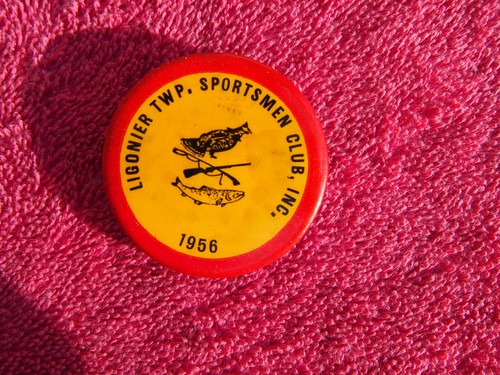 LIGONIER TWP. SPORTSMEN CLUB, INC.
1956